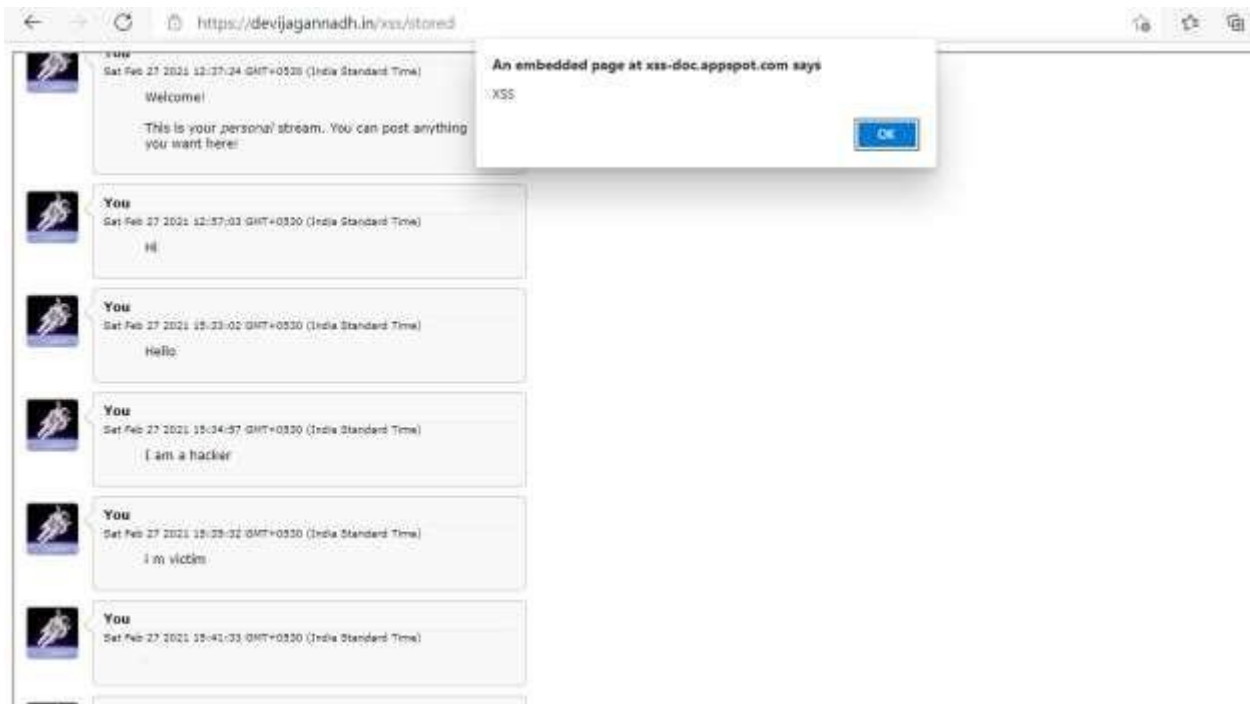 https://devijagannadh.in/xss/stored
An embedded page at xss-doc.appspot.com says
XSS
OK
You
Sat Feb 27 2021 12:37:24 GMT+0530 (India Standard Time)
Welcome!
This is your personal stream. You can post anything
you want here!
You
Sat Feb 27 2021 12:57:03 GMT+0530 (India Standard Time)
Hi
You
Sat Feb 27 2021 15:33:02 GMT+0530 (India Standard Time)
Hello
You
Sat Feb 27 2021 15:34:57 GMT+0530 (India Standard Time)
I am a hacker
You
Sat Feb 27 2021 15:35:32 GMT+0530 (India Standard Time)
i m victim
You
Sat Feb 27 2021 15:41:33 GMT+0530 (India Standard Time)